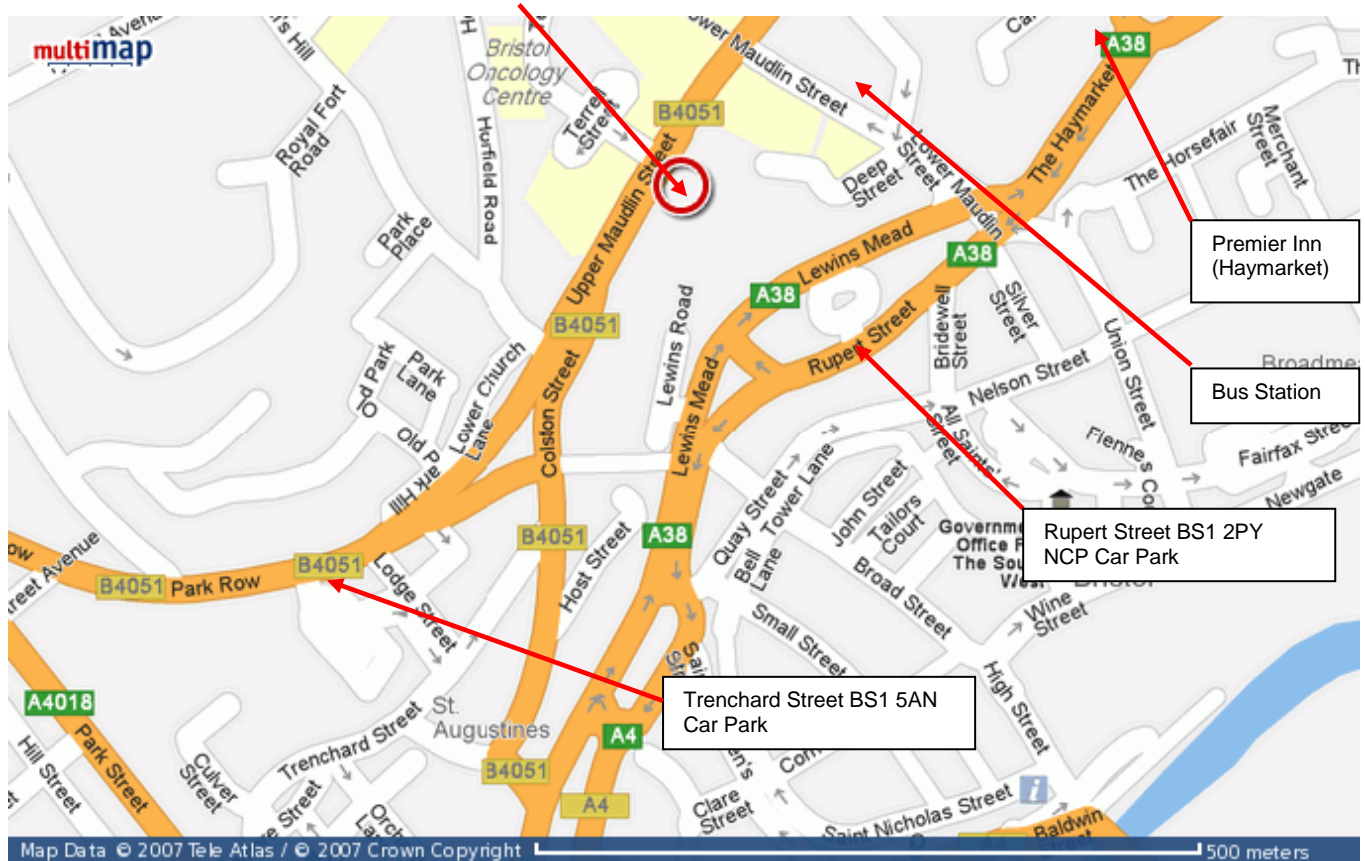 multimap
Bristol
Oncology
Centre
Terrell
Street
Royal Fort
Road
Horfield Road
Park
Place
B4051
Upper Maudlin Street
Lower Maudlin Street
Deep
Street
Lower Maudlin
Street
A38
The Haymarket
The Horsefair
Merchant
Street
Premier Inn
(Haymarket)
A38
Lewins Mead
A38
Rupert Street
Bridewell
Street
Silver
Street
Union Street
Nelson Street
Bus Station
B4051
Park
Lane
Old Park
Old Park Hill
Lower Church
Lane
Colston Street
Lewins Road
Lewins Mead
All Saints'
Street
Fairfax Street
Newgate
Quay Street
Tower Lane
Bell
Lane
John Street
Tailors
Court
Broad Street
Rupert Street BS1 2PY
NCP Car Park
A38
B4051
Host Street
B4051
B4051
Park Row
Lodge Street
Small Street
Wine
Street
High Street
Trenchard Street BS1 5AN
Car Park
A4018
Park Street
Hill Street
Culver
Street
Trenchard Street
St.
Augustines
B4051
A4
A4
Clare
Street
Saint Nicholas Street
i
Baldwin
Map Data © 2007 Tele Atlas / © 2007 Crown Copyright
500 meters